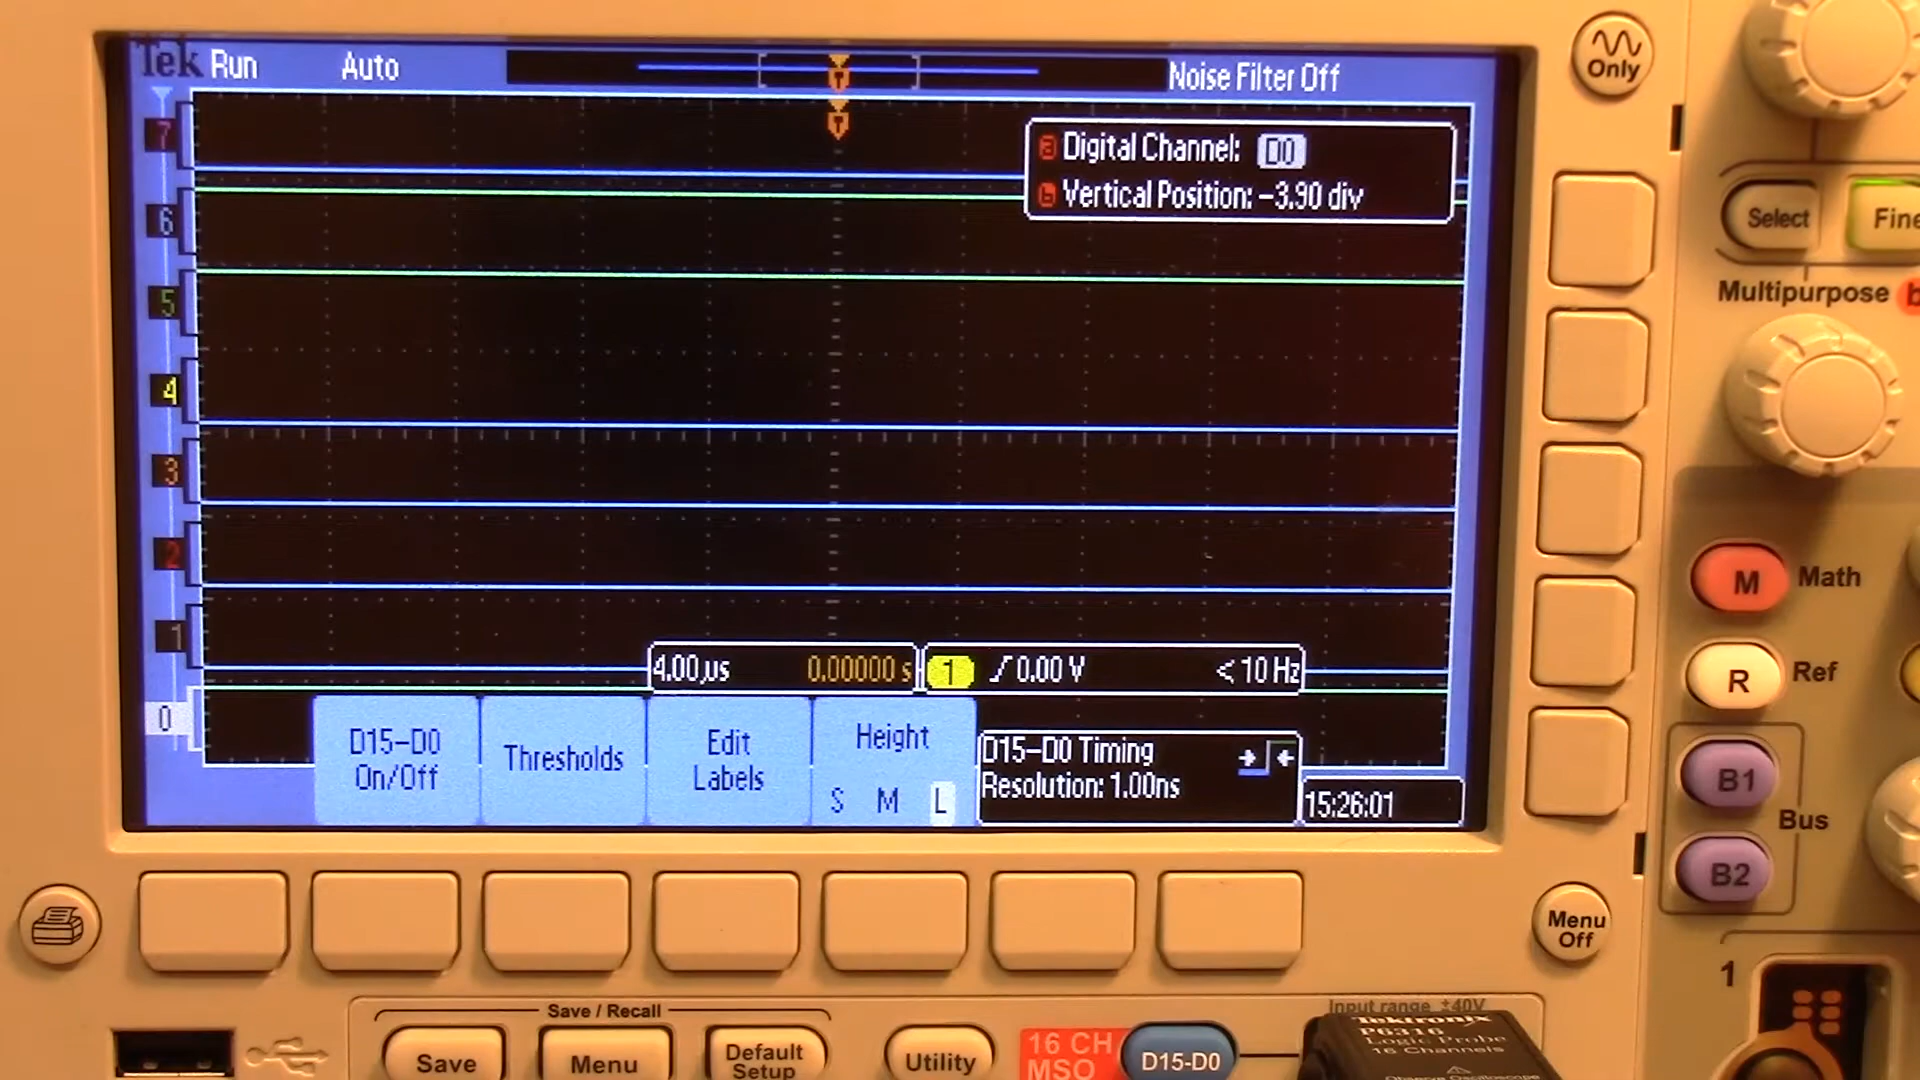 Tek Run Auto Noise Filter Off
7
a Digital Channel: D0
b Vertical Position: -3.90 div
6
5
4
3
2
1
4.00µs 0.00000 s
1 0.00 V < 10 Hz
0
D15-D0
On/Off
Thresholds
Edit
Labels
Height
S M L
D15-D0 Timing
Resolution: 1.00ns
15:26:01
Only
Select
Fine
Multipurpose b
M Math
R Ref
B1
Bus
B2
Menu
Off
1
Save / Recall
Save
Menu
Default
Setup
Utility
16 CH
MSO
D15-D0
Input range ±40V
Tektronix
P6316
Logic Probe
16 Channels